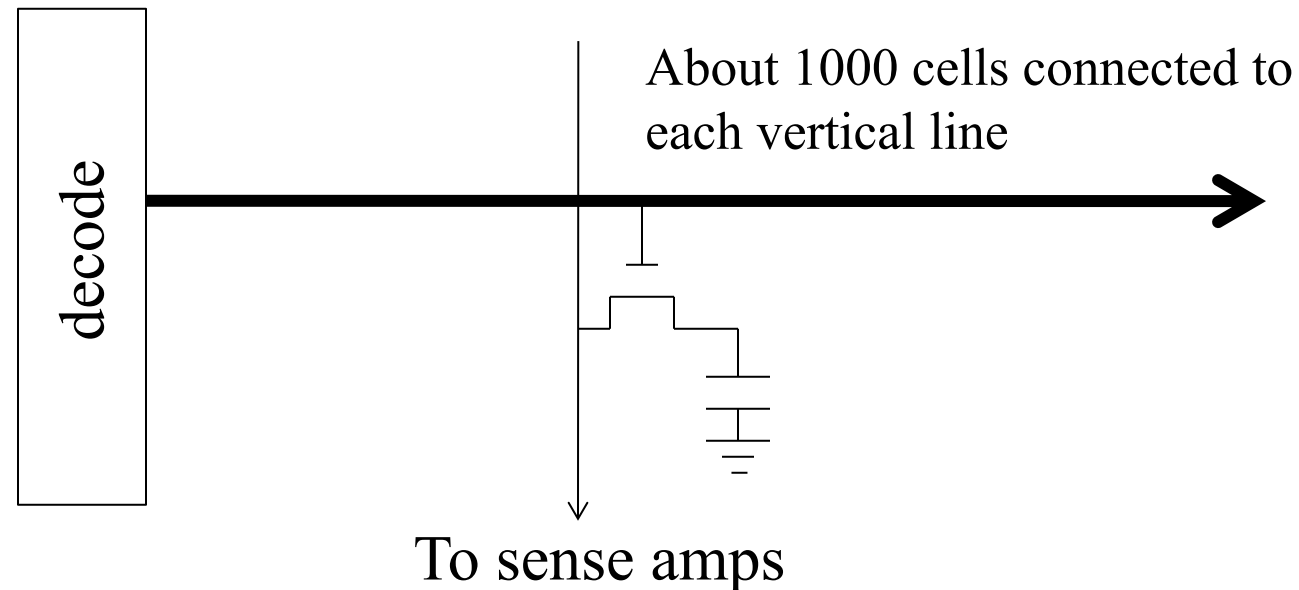 decode
About 1000 cells connected to
each vertical line
To sense amps